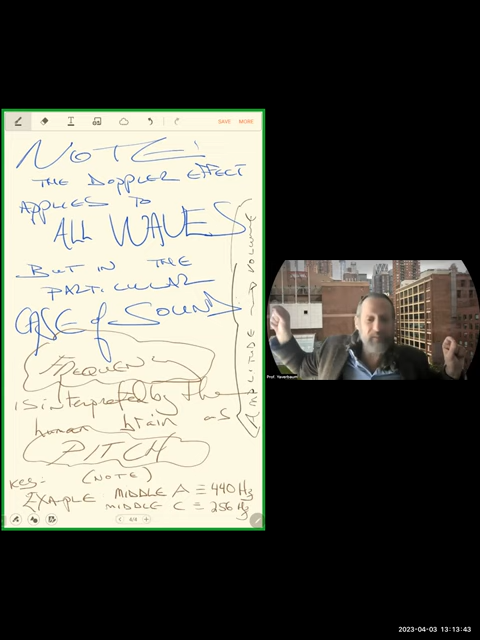 SAVE MORE
NOTE:
THE DOPPLER EFFECT
APPLIES TO
ALL WAVES
BUT IN THE
PARTICULAR
CASE of SOUND
FREQUENCY
is interpreted by the
human brain as
PITCH
(NOTE)
KEY:
EXAMPLE MIDDLE A ≡ 440 Hz
MIDDLE C = 256 Hz
AMPLITUDE → VOLUME
4/4
Prof. Yaverbaum
2023-04-03 13:13:43